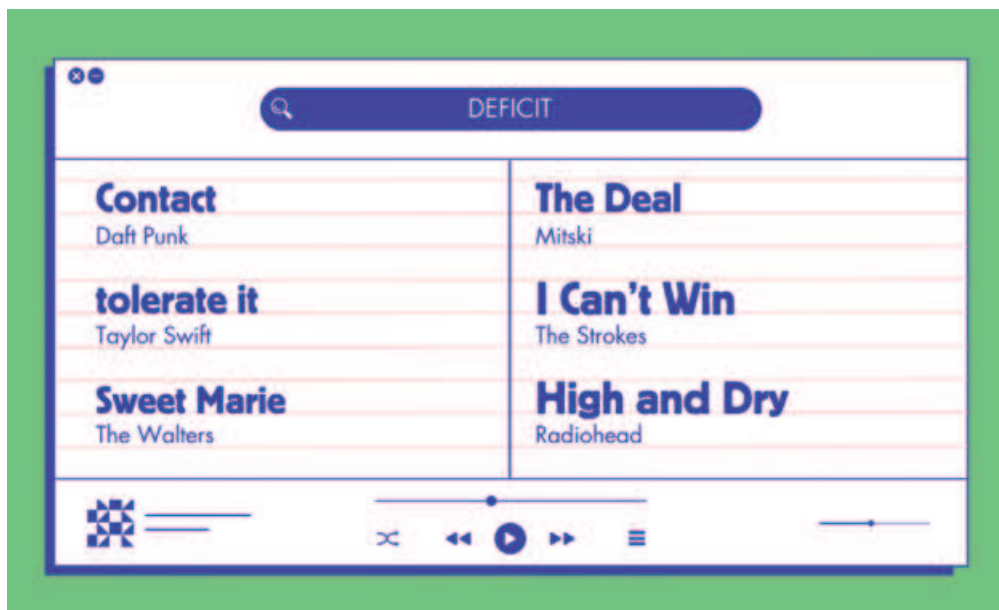 DEFICIT
Contact
Daft Punk
tolerate it
Taylor Swift
Sweet Marie
The Walters
The Deal
Mitski
I Can't Win
The Strokes
High and Dry
Radiohead